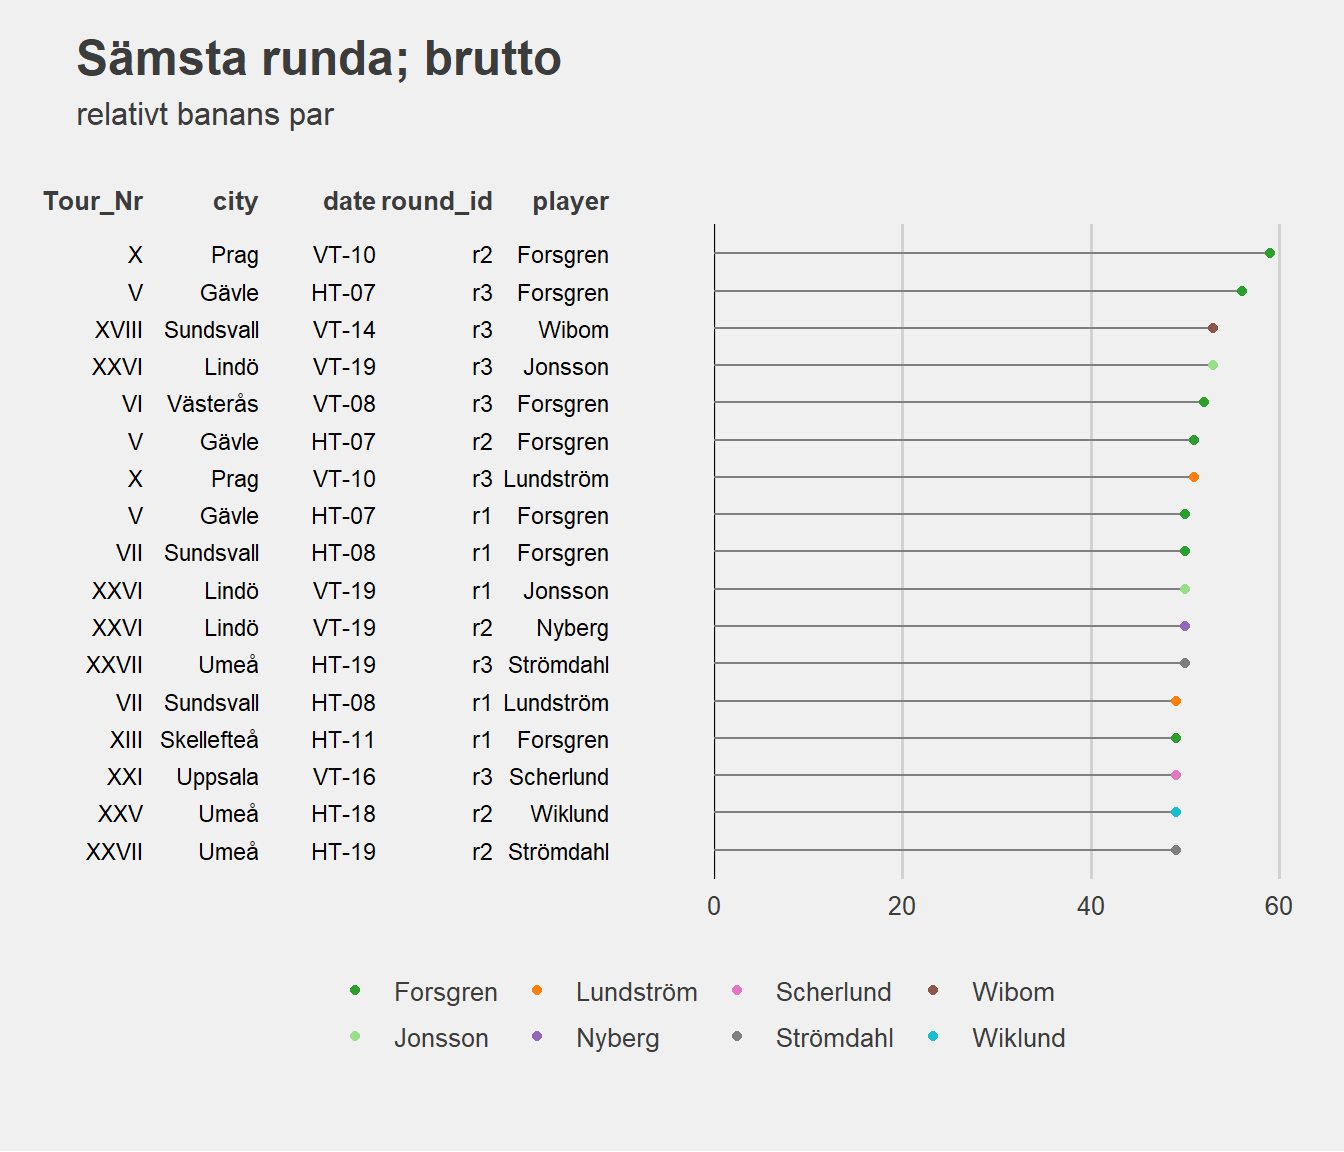 Sämsta runda; brutto
relativt banans par
Tour_Nr city date round_id player
X Prag VT-10 r2 Forsgren
V Gävle HT-07 r3 Forsgren
XVIII Sundsvall VT-14 r3 Wibom
XXVI Lindö VT-19 r3 Jonsson
VI Västerås VT-08 r3 Forsgren
V Gävle HT-07 r2 Forsgren
X Prag VT-10 r3 Lundström
V Gävle HT-07 r1 Forsgren
VII Sundsvall HT-08 r1 Forsgren
XXVI Lindö VT-19 r1 Jonsson
XXVI Lindö VT-19 r2 Nyberg
XXVII Umeå HT-19 r3 Strömdahl
VII Sundsvall HT-08 r1 Lundström
XIII Skellefteå HT-11 r1 Forsgren
XXI Uppsala VT-16 r3 Scherlund
XXV Umeå HT-18 r2 Wiklund
XXVII Umeå HT-19 r2 Strömdahl
0 20 40 60
Forsgren Lundström Scherlund Wibom
Jonsson Nyberg Strömdahl Wiklund